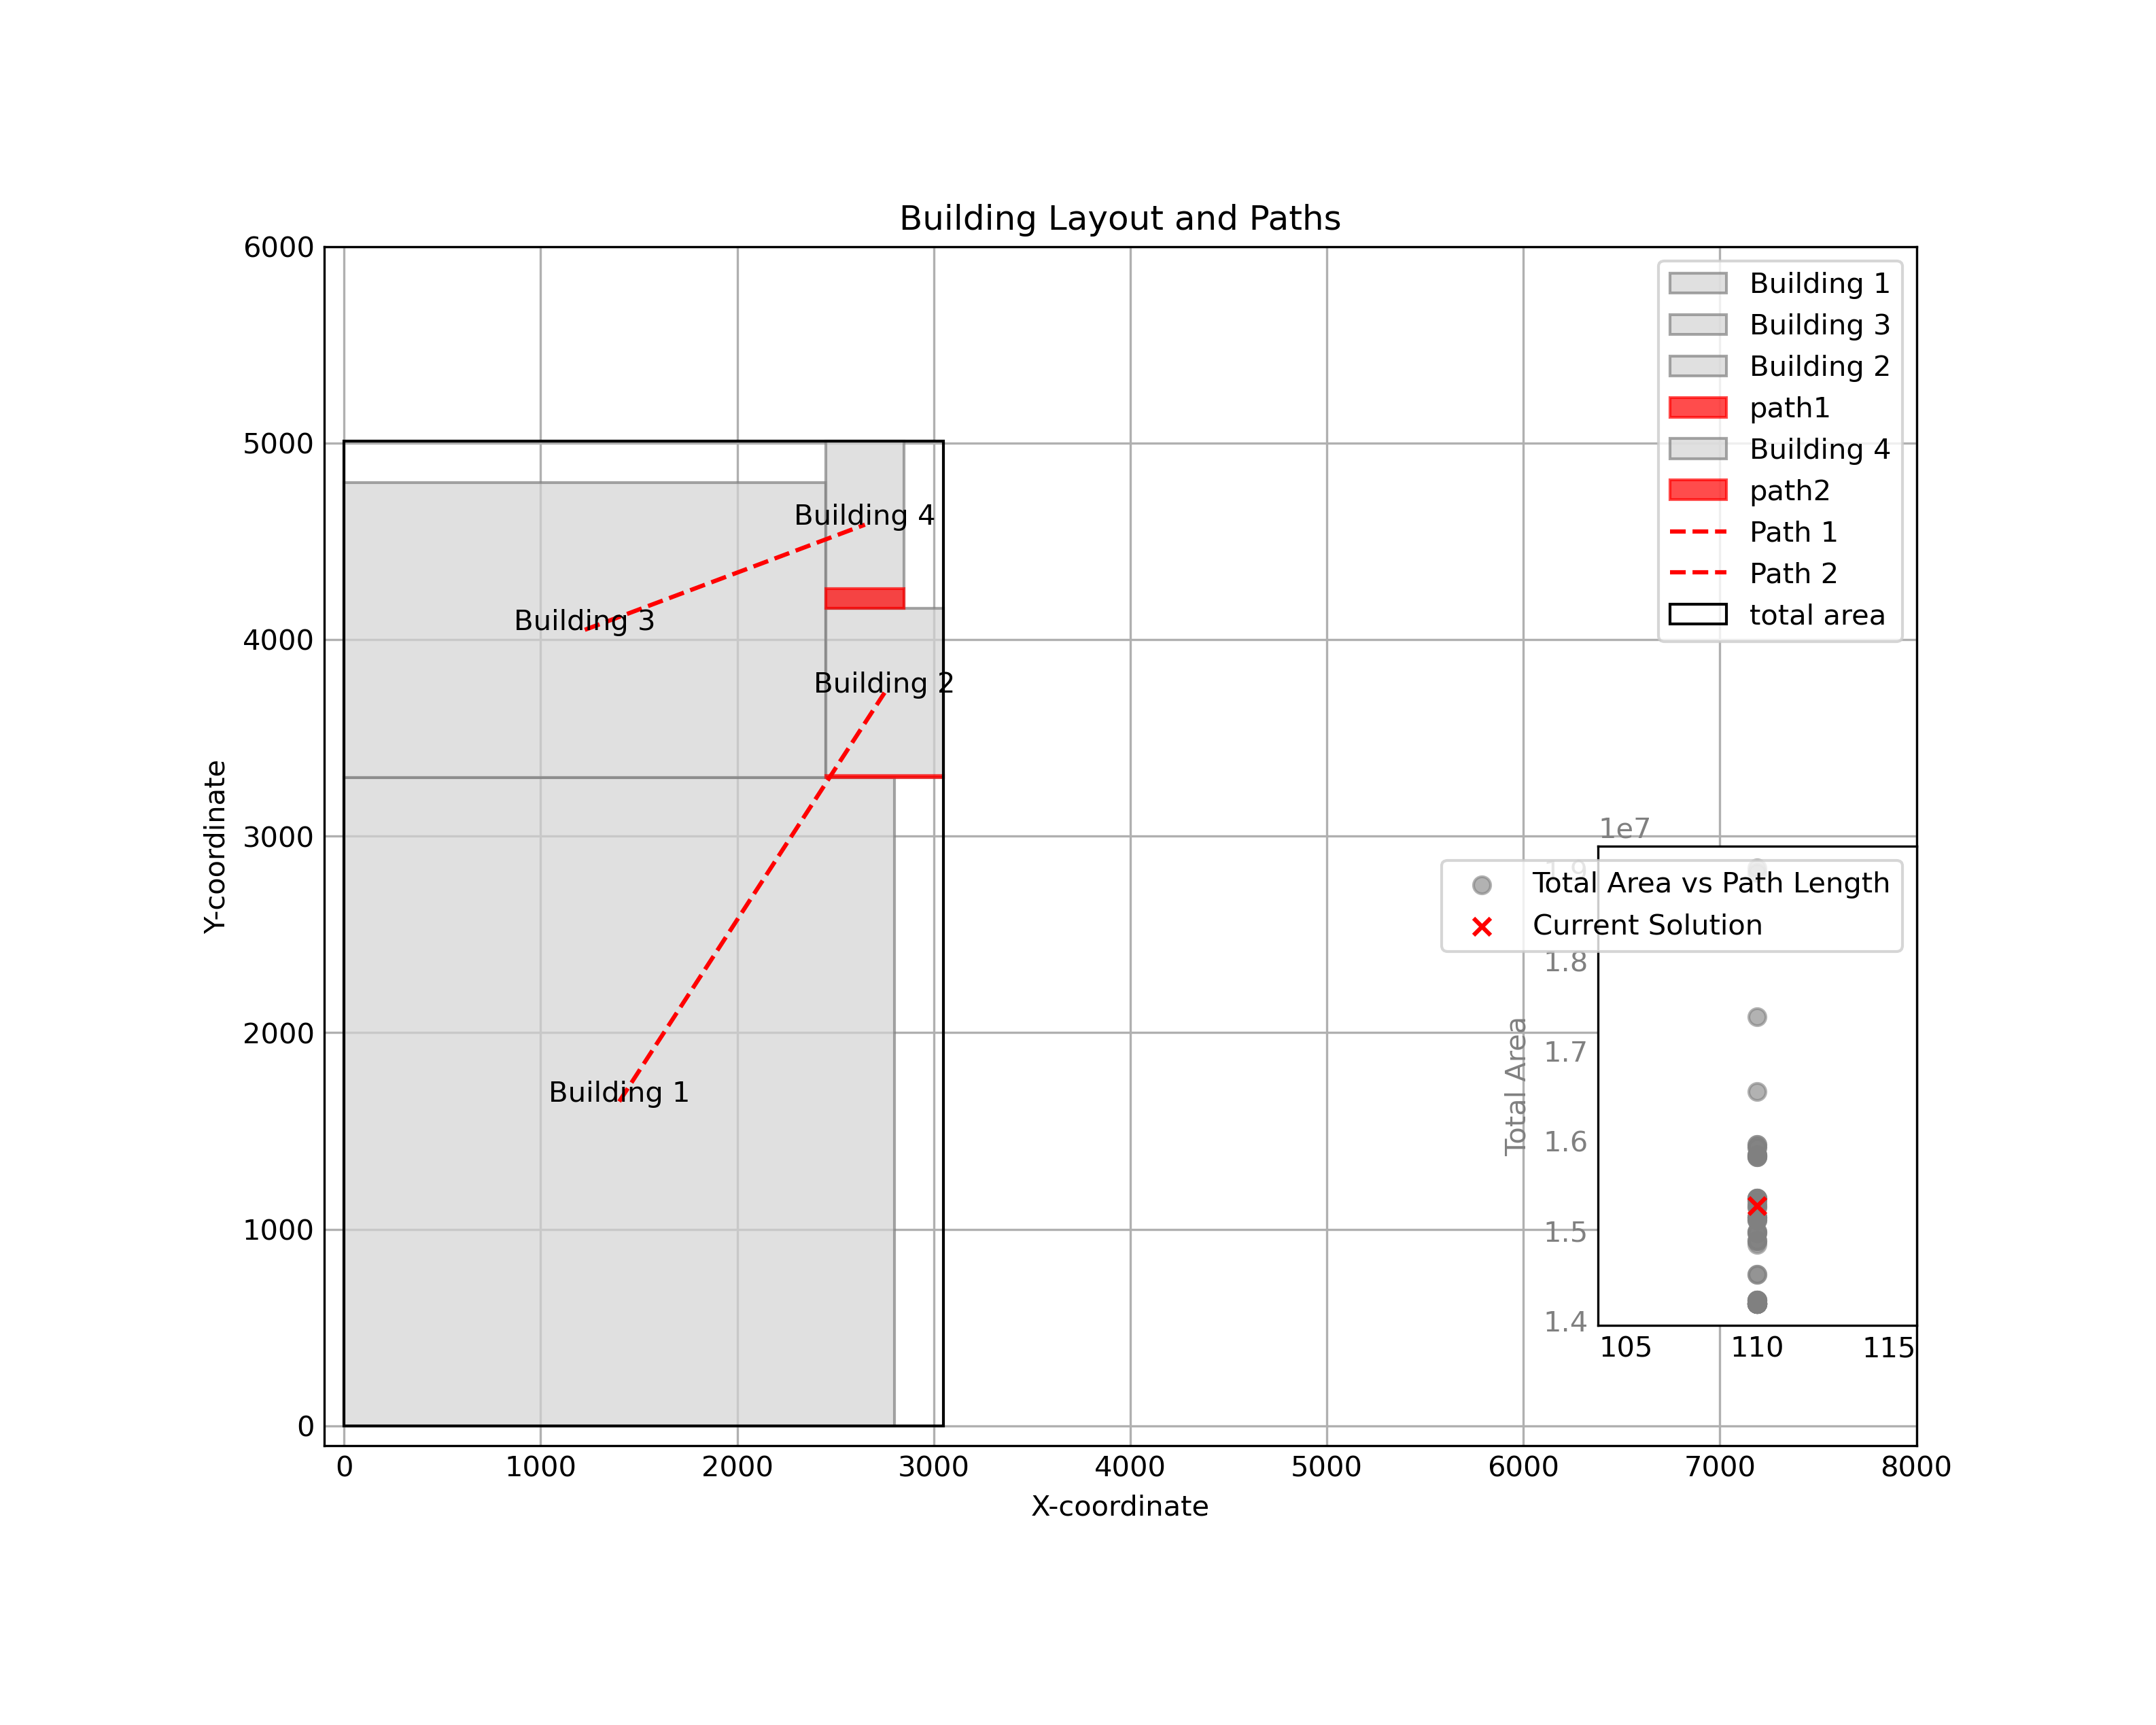 Building Layout and Paths
6000
5000
4000
3000
2000
1000
0
Y-coordinate
0
1000
2000
3000
4000
5000
6000
7000
8000
X-coordinate
Building 4
Building 3
Building 2
Building 1
Building 1
Building 3
Building 2
path1
Building 4
path2
Path 1
Path 2
total area
1e7
1.9
Total Area vs Path Length
Current Solution
1.8
1.7
1.6
1.5
1.4
Total Area
105
110
115